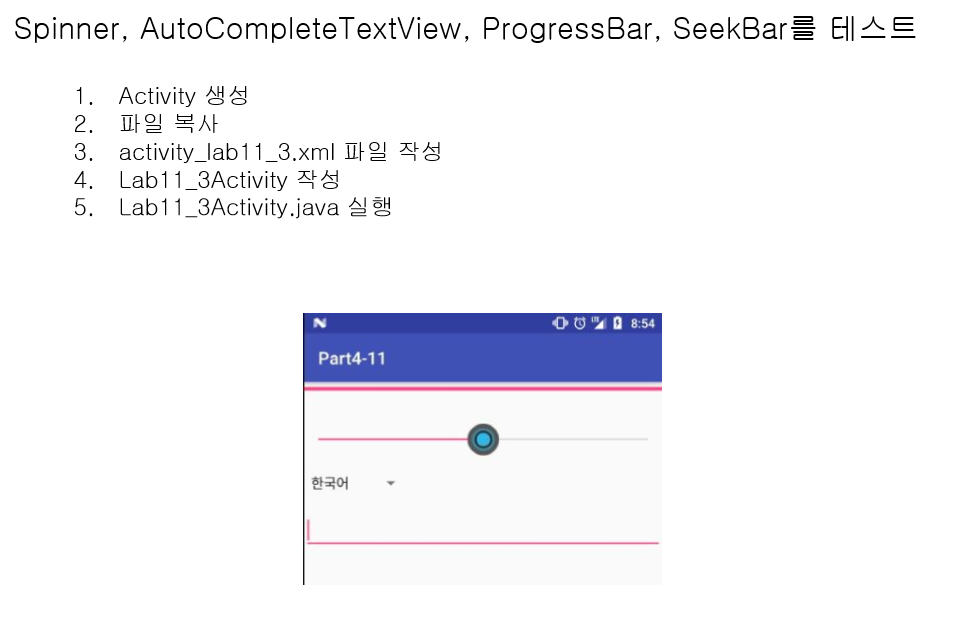 Spinner, AutoCompleteTextView, ProgressBar, SeekBar를 테스트
1. Activity 생성
2. 파일 복사
3. activity_lab11_3.xml 파일 작성
4. Lab11_3Activity 작성
5. Lab11_3Activity.java 실행
LTE 8:54
Part4-11
한국어